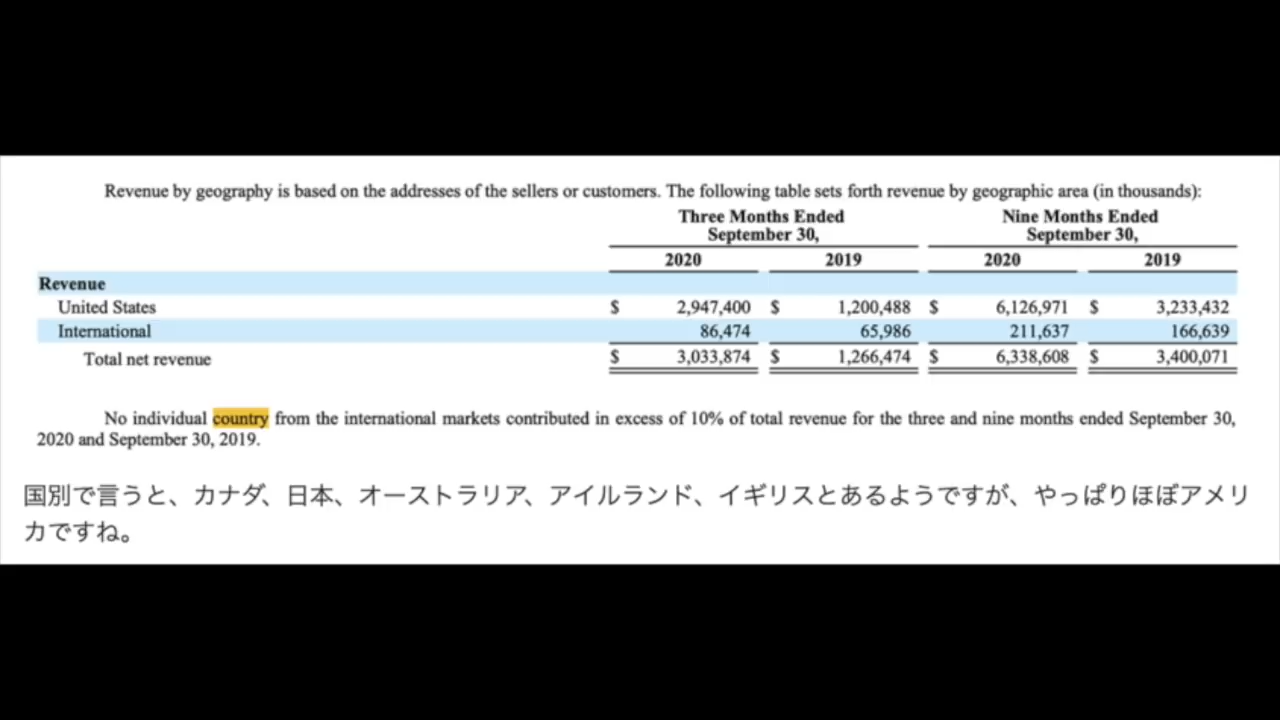 Revenue by geography is based on the addresses of the sellers or customers. The following table sets forth revenue by geographic area (in thousands):
Three Months Ended Nine Months Ended
September 30, September 30,
2020 2019 2020 2019
Revenue
United States $ 2,947,400 $ 1,200,488 $ 6,126,971 $ 3,233,432
International 86,474 65,986 211,637 166,639
Total net revenue $ 3,033,874 $ 1,266,474 $ 6,338,608 $ 3,400,071
No individual country from the international markets contributed in excess of 10% of total revenue for the three and nine months ended September 30,
2020 and September 30, 2019.
国別で言うと、カナダ、日本、オーストラリア、アイルランド、イギリスとあるようですが、やっぱりほぼアメリ
カですね。